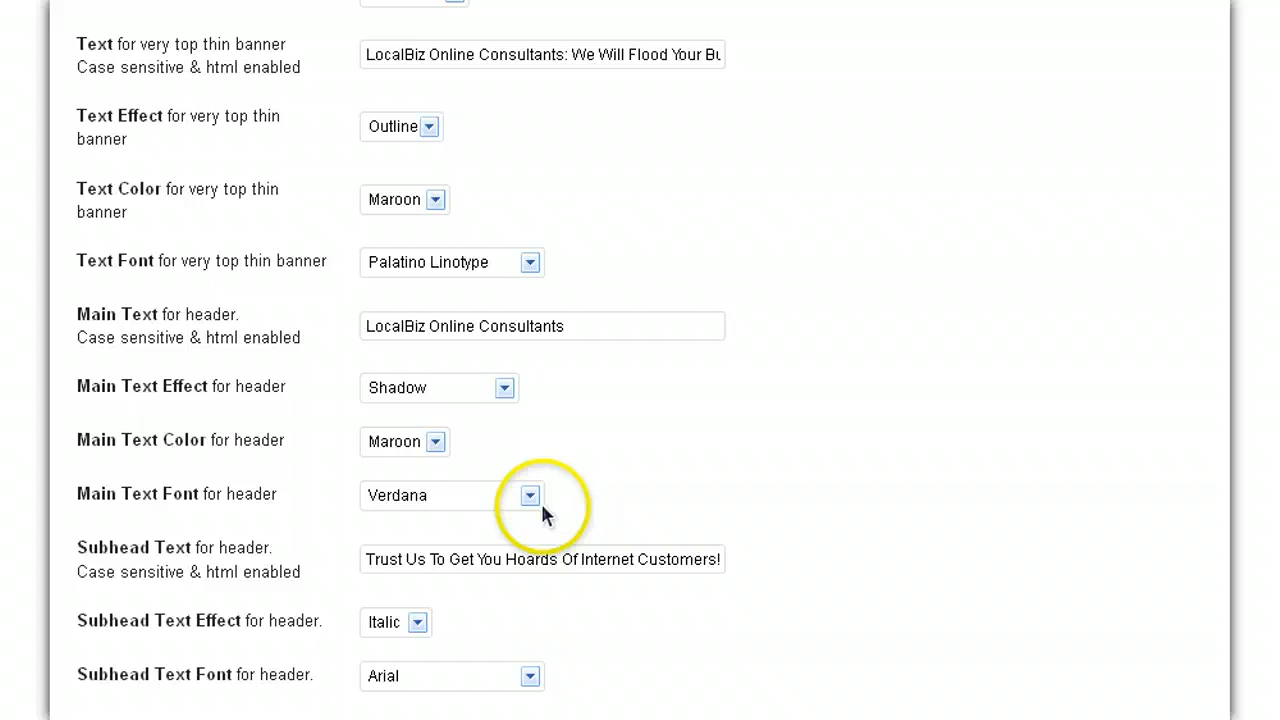 Text for very top thin banner
Case sensitive & html enabled
LocalBiz Online Consultants: We Will Flood Your
Text Effect for very top thin
banner
Outline
Text Color for very top thin
banner
Maroon
Text Font for very top thin banner
Palatino Linotype
Main Text for header.
Case sensitive & html enabled
LocalBiz Online Consultants
Main Text Effect for header
Shadow
Main Text Color for header
Maroon
Main Text Font for header
Verdana
Subhead Text for header.
Case sensitive & html enabled
Trust Us To Get You Hoards Of Internet Customers!
Subhead Text Effect for header.
Italic
Subhead Text Font for header.
Arial